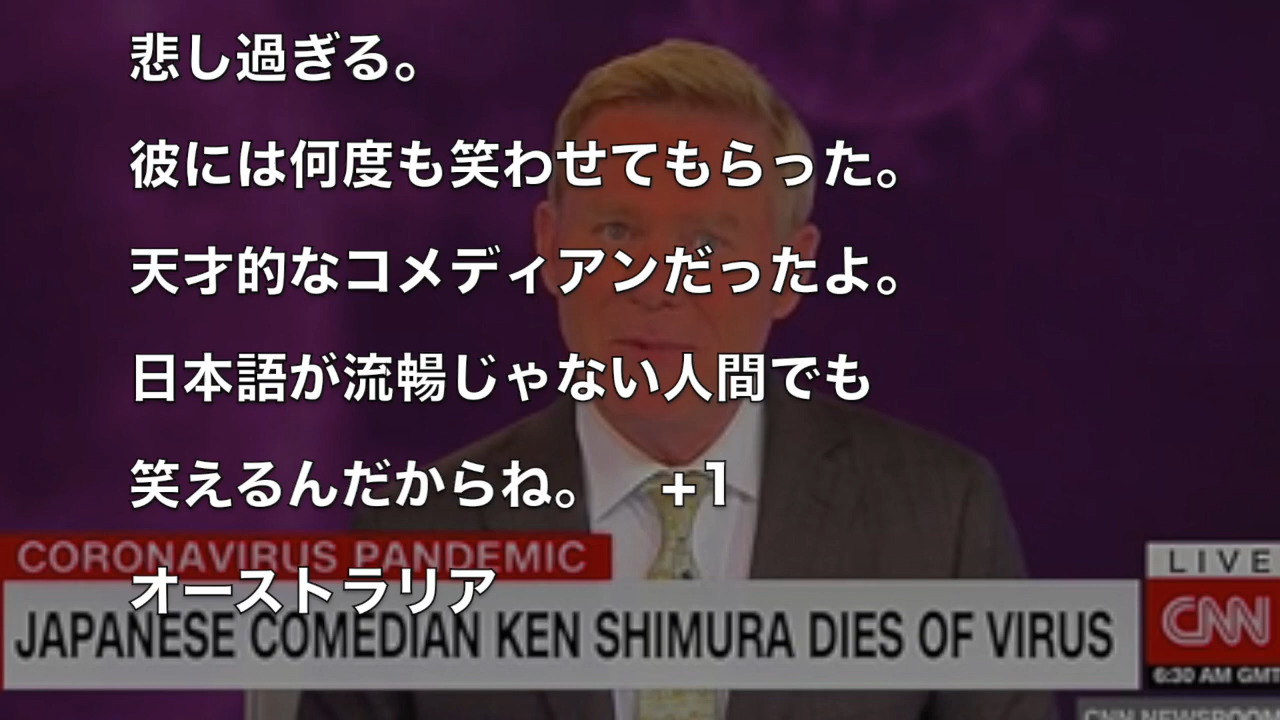 悲し過ぎる。
彼には何度も笑わせてもらった。
天才的なコメディアンだったよ。
日本語が流暢じゃない人間でも
笑えるんだからね。　+1
CORONAVIRUS PANDEMIC
オーストラリア
JAPANESE COMEDIAN KEN SHIMURA DIES OF VIRUS
LIVE
CNN
6:30 AM GMT
CNN NEWSROOM